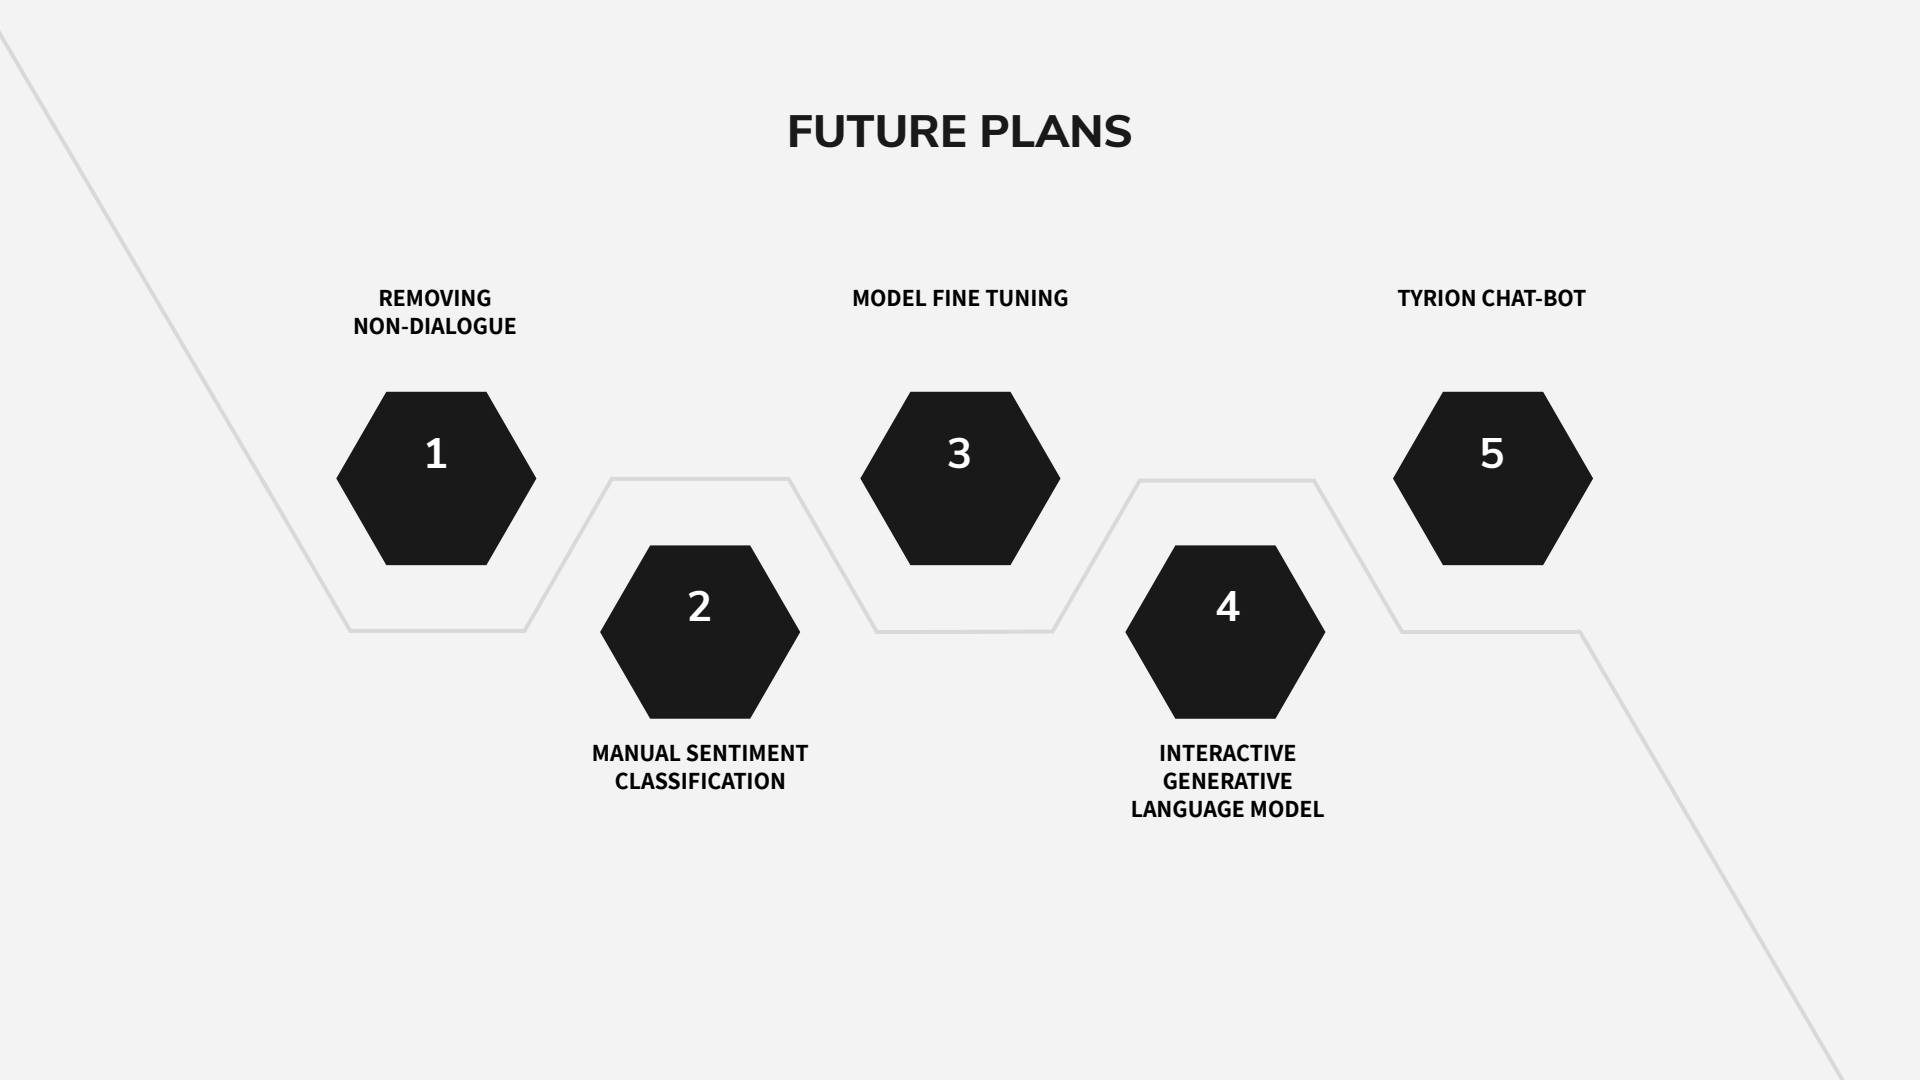 FUTURE PLANS
REMOVING
NON-DIALOGUE
1
MANUAL SENTIMENT
CLASSIFICATION
2
MODEL FINE TUNING
3
INTERACTIVE
GENERATIVE
LANGUAGE MODEL
4
TYRION CHAT-BOT
5